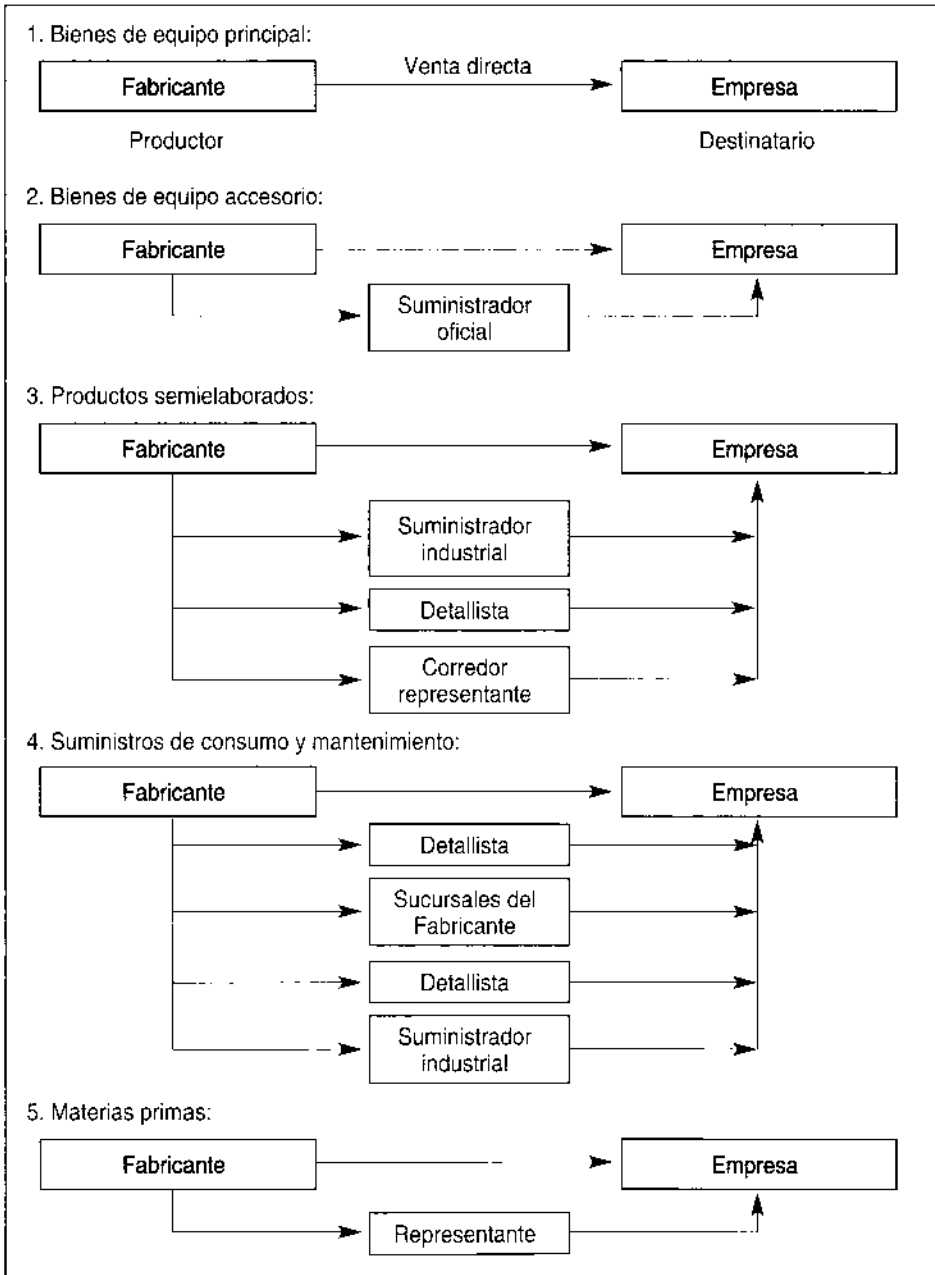 1. Bienes de equipo principal:
Fabricante
Venta directa
Empresa
Productor
Destinatario
2. Bienes de equipo accesorio:
Fabricante
Empresa
Suministrador
oficial
3. Productos semielaborados:
Fabricante
Empresa
Suministrador
industrial
Detallista
Corredor
representante
4. Suministros de consumo y mantenimiento:
Fabricante
Empresa
Detallista
Sucursales del
Fabricante
Detallista
Suministrador
industrial
5. Materias primas:
Fabricante
Empresa
Representante